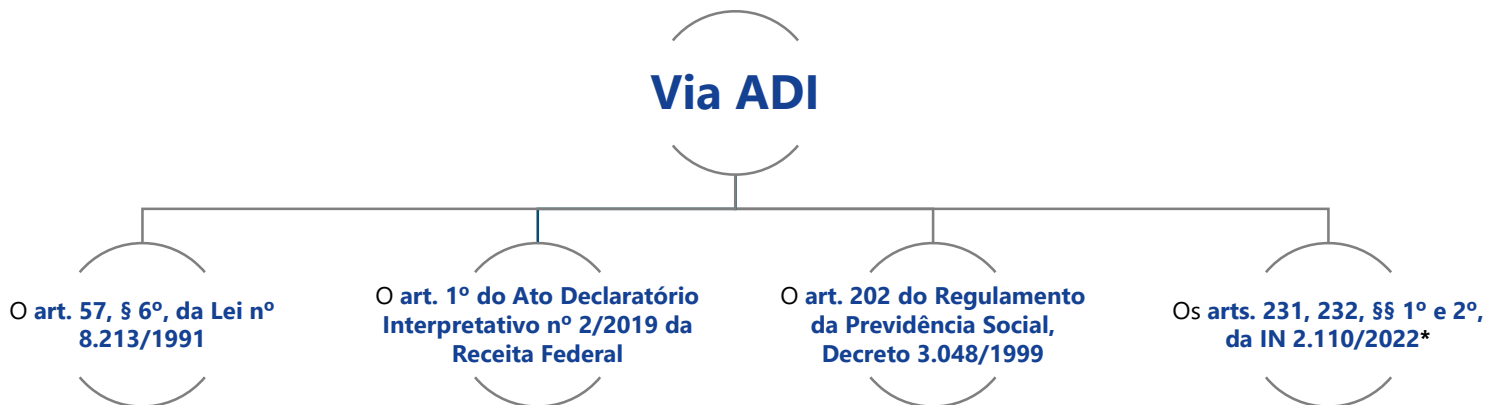 Via ADI
O art. 57, § 6º, da Lei nº
8.213/1991
O art. 1º do Ato Declaratório
Interpretativo nº 2/2019 da
Receita Federal
O art. 202 do Regulamento
da Previdência Social,
Decreto 3.048/1999
Os arts. 231, 232, §§ 1º e 2º,
da IN 2.110/2022*